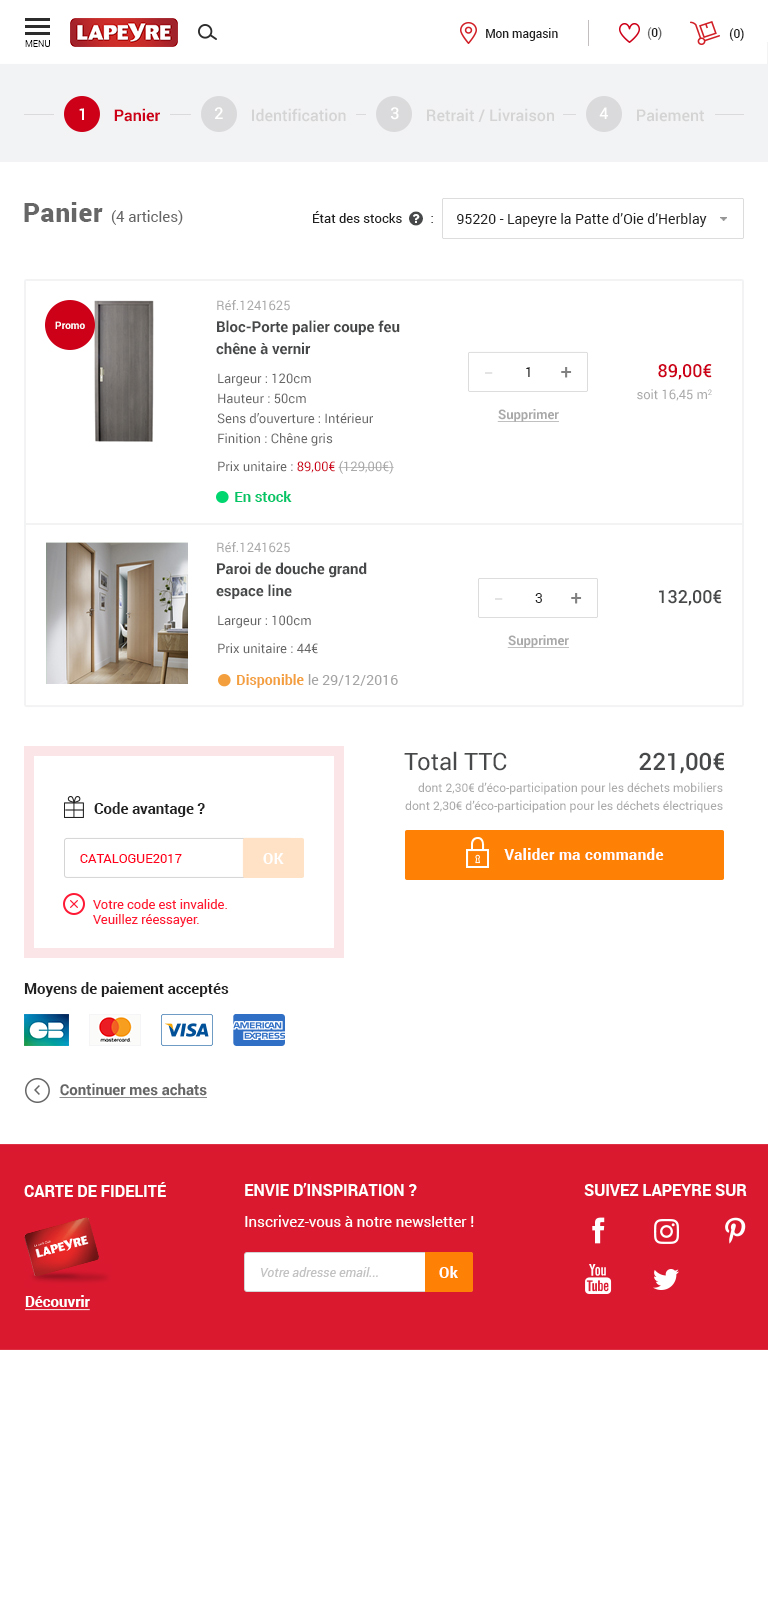 MENU
LAPEYRE
Mon magasin
(0)
(0)
1 Panier
2 Identification
3 Retrait / Livraison
4 Paiement
Panier (4 articles)
État des stocks ? :
95220 - Lapeyre la Patte d’Oie d’Herblay
Promo
Réf.1241625
Bloc-Porte palier coupe feu
chêne à vernir
Largeur : 120cm
Hauteur : 50cm
Sens d’ouverture : Intérieur
Finition : Chêne gris
Prix unitaire : 89,00€ (129,00€)
En stock
- 1 +
Supprimer
89,00€
soit 16,45 m²
Réf.1241625
Paroi de douche grand
espace line
Largeur : 100cm
Prix unitaire : 44€
Disponible le 29/12/2016
- 3 +
Supprimer
132,00€
Code avantage ?
CATALOGUE2017
OK
Votre code est invalide.
Veuillez réessayer.
Total TTC 221,00€
dont 2,30€ d’éco-participation pour les déchets mobiliers
dont 2,30€ d’éco-participation pour les déchets électriques
Valider ma commande
Moyens de paiement acceptés
CB
mastercard
VISA
AMERICAN
EXPRESS
Continuer mes achats
CARTE DE FIDELITÉ
LAPEYRE
Découvrir
ENVIE D’INSPIRATION ?
Inscrivez-vous à notre newsletter !
Votre adresse email...
Ok
SUIVEZ LAPEYRE SUR
You
Tube